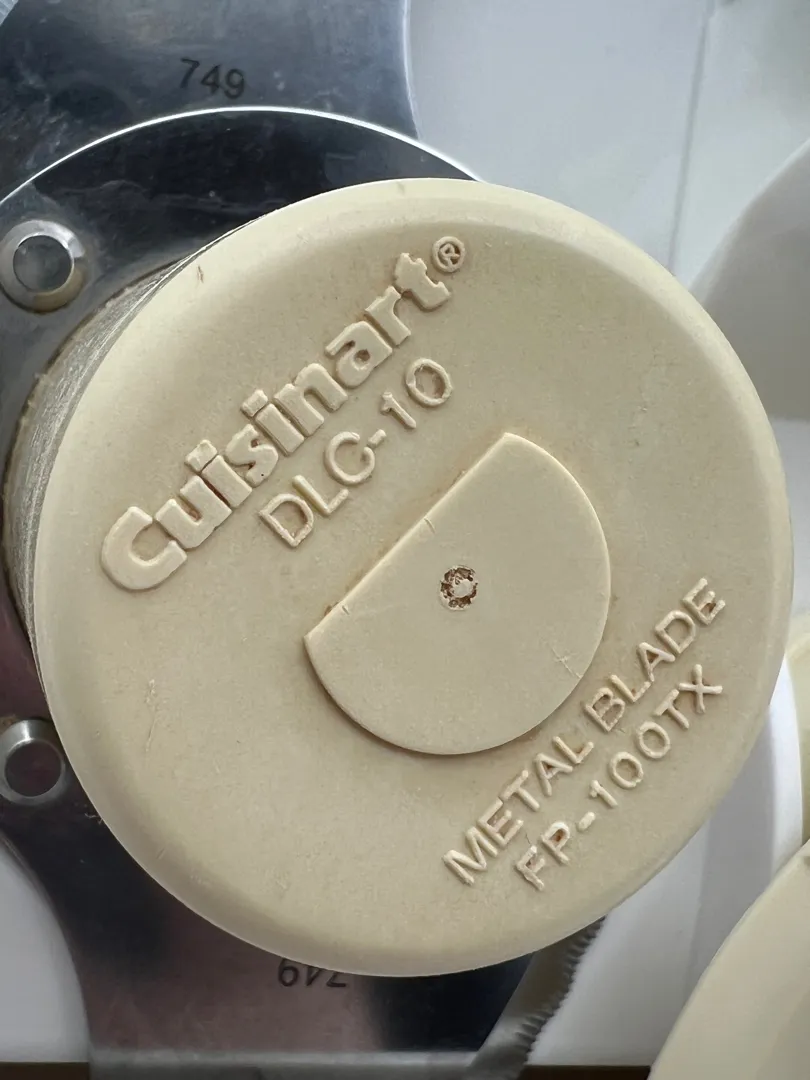 749
Cuisinart®
DLC-10
METAL BLADE
FP-100TX
749